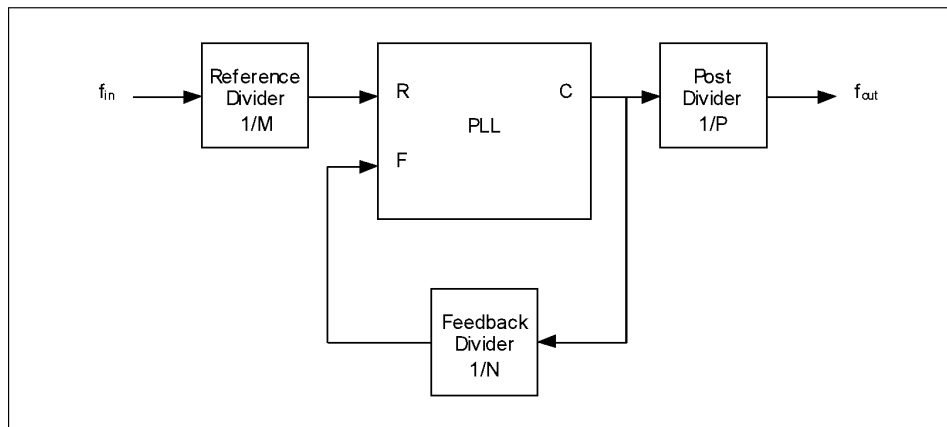 fin
Reference
Divider
1/M
R
C
PLL
F
Post
Divider
1/P
fout
Feedback
Divider
1/N